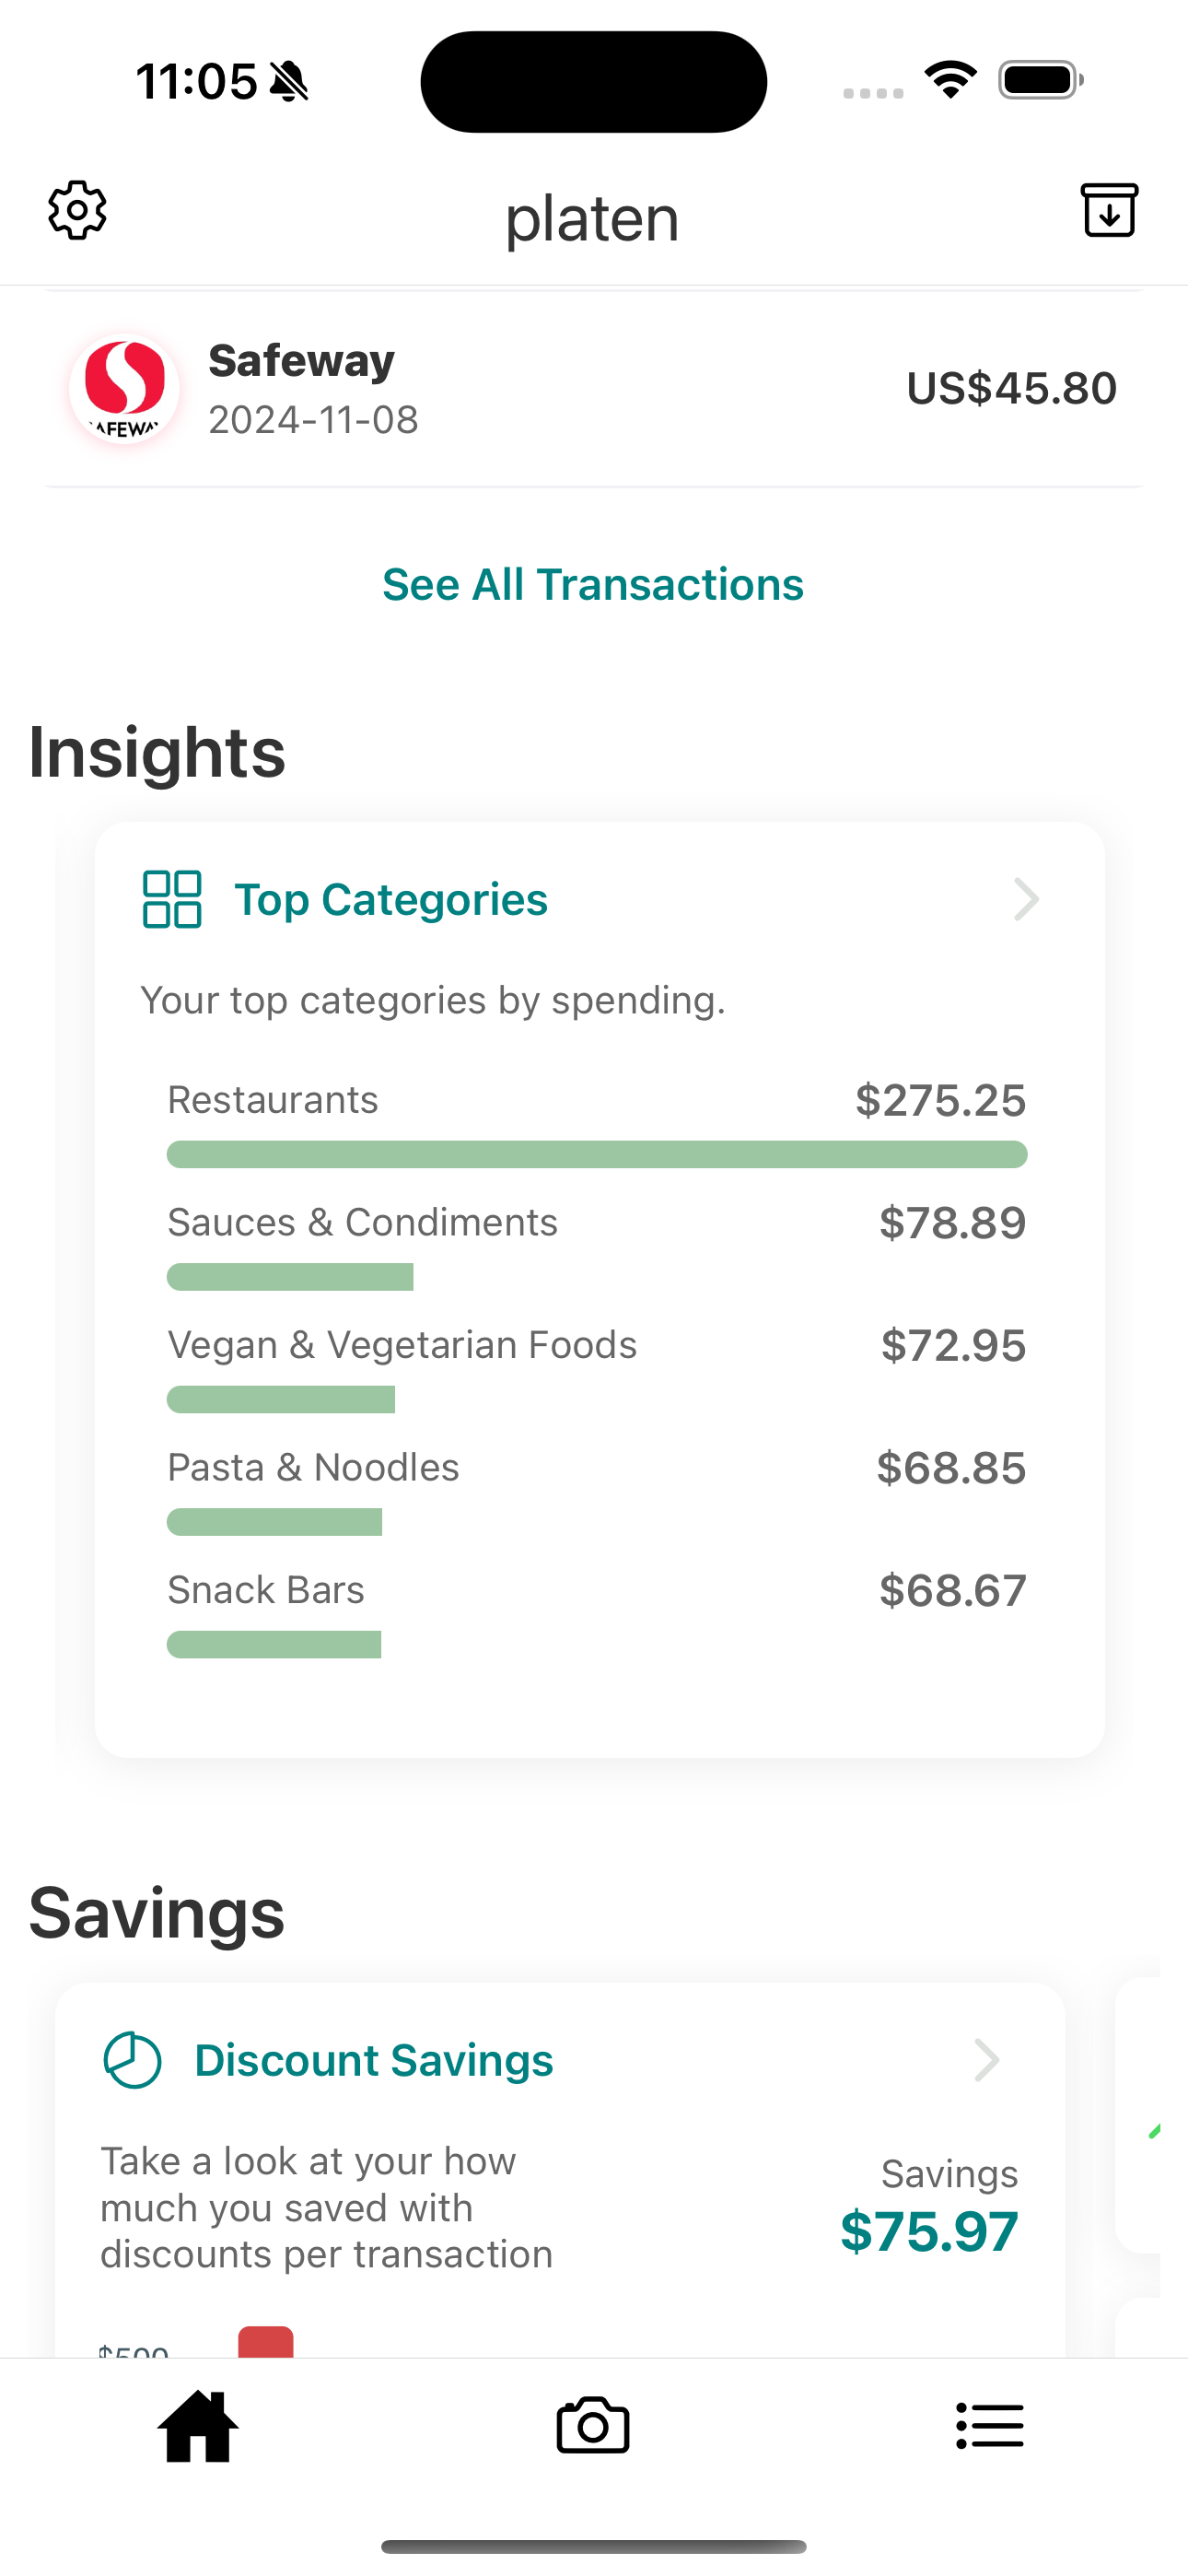 11:05
platen
Safeway
2024-11-08
US$45.80
See All Transactions
Insights
Top Categories
Your top categories by spending.
Restaurants $275.25
Sauces & Condiments $78.89
Vegan & Vegetarian Foods $72.95
Pasta & Noodles $68.85
Snack Bars $68.67
Savings
Discount Savings
Take a look at your how
much you saved with
discounts per transaction
Savings
$75.97
$500